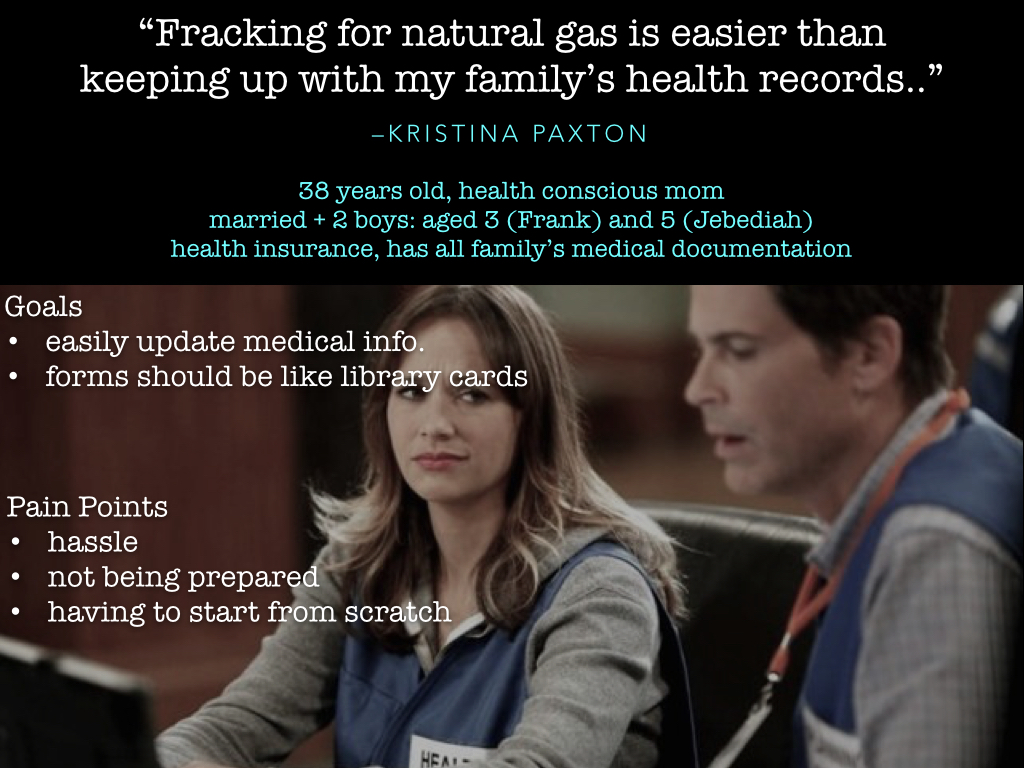 “Fracking for natural gas is easier than
keeping up with my family’s health records..”
–KRISTINA PAXTON
38 years old, health conscious mom
married + 2 boys: aged 3 (Frank) and 5 (Jebediah)
health insurance, has all family’s medical documentation
Goals
• easily update medical info.
• forms should be like library cards
Pain Points
• hassle
• not being prepared
• having to start from scratch